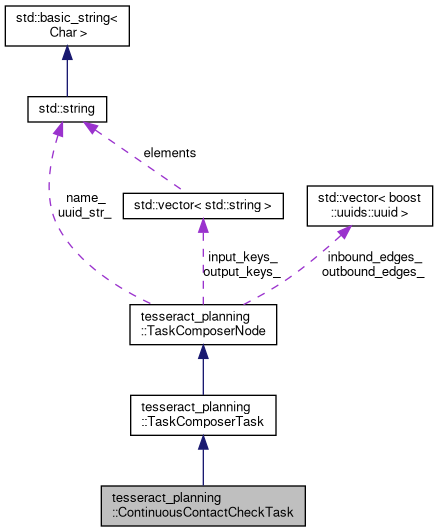 std::basic_string<
Char >
std::string
elements
name_
uuid_str_
std::vector< std::string >
std::vector< boost
::uuids::uuid >
input_keys_
output_keys_
inbound_edges_
outbound_edges_
tesseract_planning
::TaskComposerNode
tesseract_planning
::TaskComposerTask
tesseract_planning
::ContinuousContactCheckTask